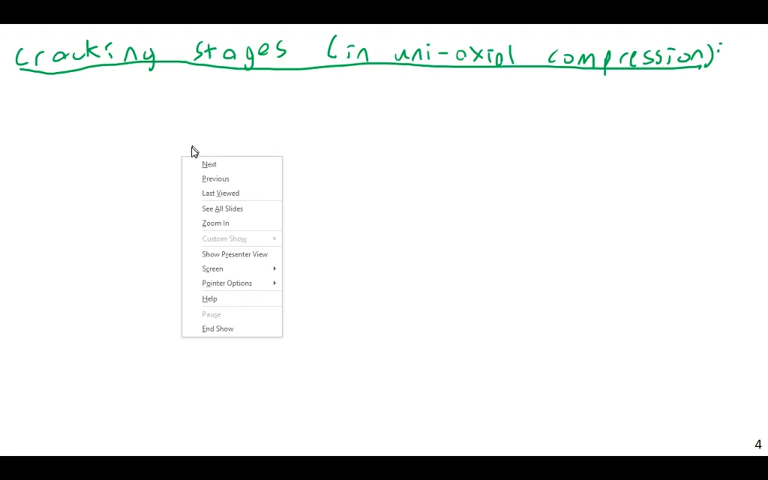 cracking stages (in uni-axial compression):
Next
Previous
Last Viewed
See All Slides
Zoom In
Custom Show
Show Presenter View
Screen
Pointer Options
Help
Pause
End Show
4